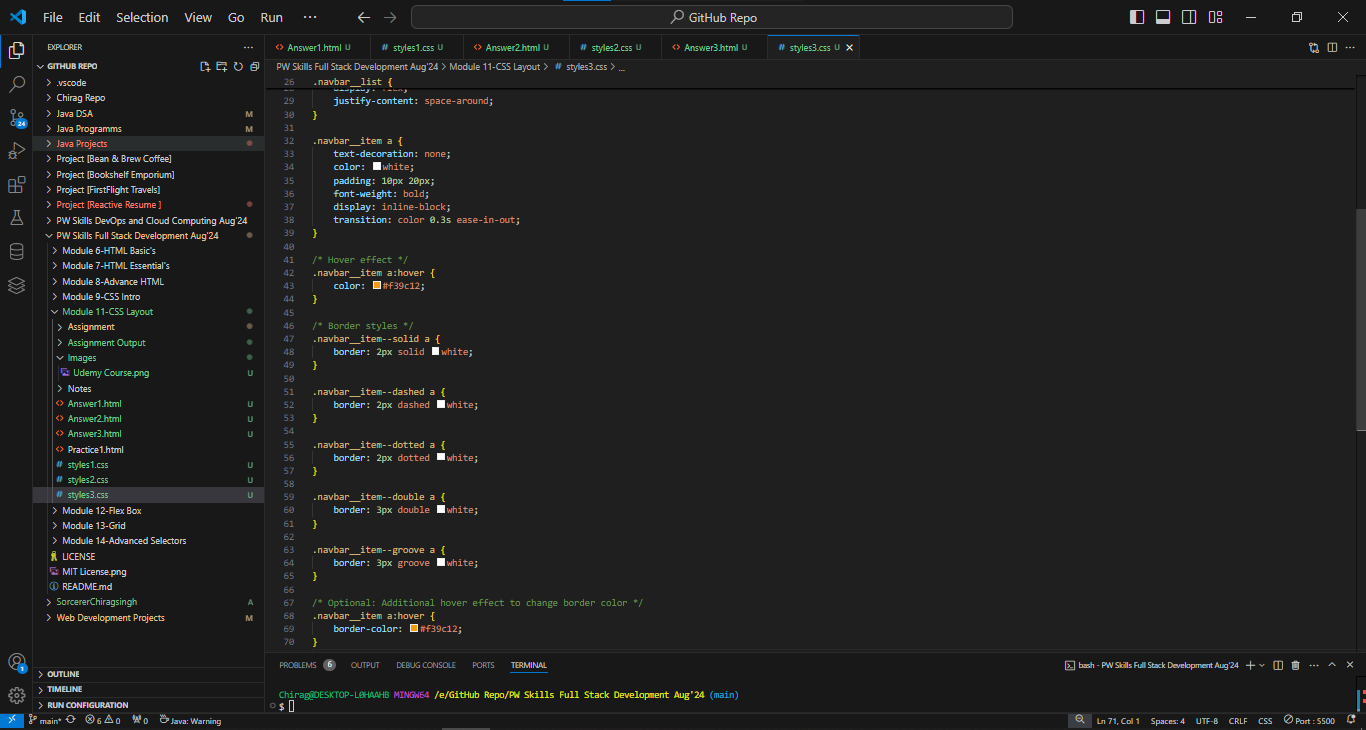 File Edit Selection View Go Run ··· GitHub Repo
EXPLORER ···
GITHUB REPO
.vscode
Chirag Repo
Java DSA M
Java Programms M
Java Projects
Project [Bean & Brew Coffee]
Project [Bookshelf Emporium]
Project [FirstFlight Travels]
Project [Reactive Resume ]
PW Skills DevOps and Cloud Computing Aug'24
PW Skills Full Stack Development Aug'24
Module 6-HTML Basic's
Module 7-HTML Essential's
Module 8-Advance HTML
Module 9-CSS Intro
Module 11-CSS Layout
Assignment
Assignment Output
Images
Udemy Course.png U
Notes
Answer1.html U
Answer2.html U
Answer3.html U
Practice1.html
styles1.css U
styles2.css U
styles3.css U
Module 12-Flex Box
Module 13-Grid
Module 14-Advanced Selectors
LICENSE
MIT License.png
README.md
SorcererChiragsingh A
Web Development Projects M
OUTLINE
TIMELINE
RUN CONFIGURATION
24
1
Answer1.html U styles1.css U Answer2.html U styles2.css U Answer3.html U styles3.css U
PW Skills Full Stack Development Aug'24 > Module 11-CSS Layout > # styles3.css > ...
26 .navbar__list {
28 display: flex;
29 justify-content: space-around;
30 }
31
32 .navbar__item a {
33 text-decoration: none;
34 color: white;
35 padding: 10px 20px;
36 font-weight: bold;
37 display: inline-block;
38 transition: color 0.3s ease-in-out;
39 }
40
41 /* Hover effect */
42 .navbar__item a:hover {
43 color: #f39c12;
44 }
45
46 /* Border styles */
47 .navbar__item--solid a {
48 border: 2px solid white;
49 }
50
51 .navbar__item--dashed a {
52 border: 2px dashed white;
53 }
54
55 .navbar__item--dotted a {
56 border: 2px dotted white;
57 }
58
59 .navbar__item--double a {
60 border: 3px double white;
61 }
62
63 .navbar__item--groove a {
64 border: 3px groove white;
65 }
66
67 /* Optional: Additional hover effect to change border color */
68 .navbar__item a:hover {
69 border-color: #f39c12;
70 }
PROBLEMS 6 OUTPUT DEBUG CONSOLE PORTS TERMINAL bash - PW Skills Full Stack Development Aug'24
Chirag@DESKTOP-L0HAAHB MINGW64 /e/GitHub Repo/PW Skills Full Stack Development Aug'24 (main)
$
main* 6 0 0 Java: Warning Ln 71, Col 1 Spaces: 4 UTF-8 CRLF CSS Port : 5500